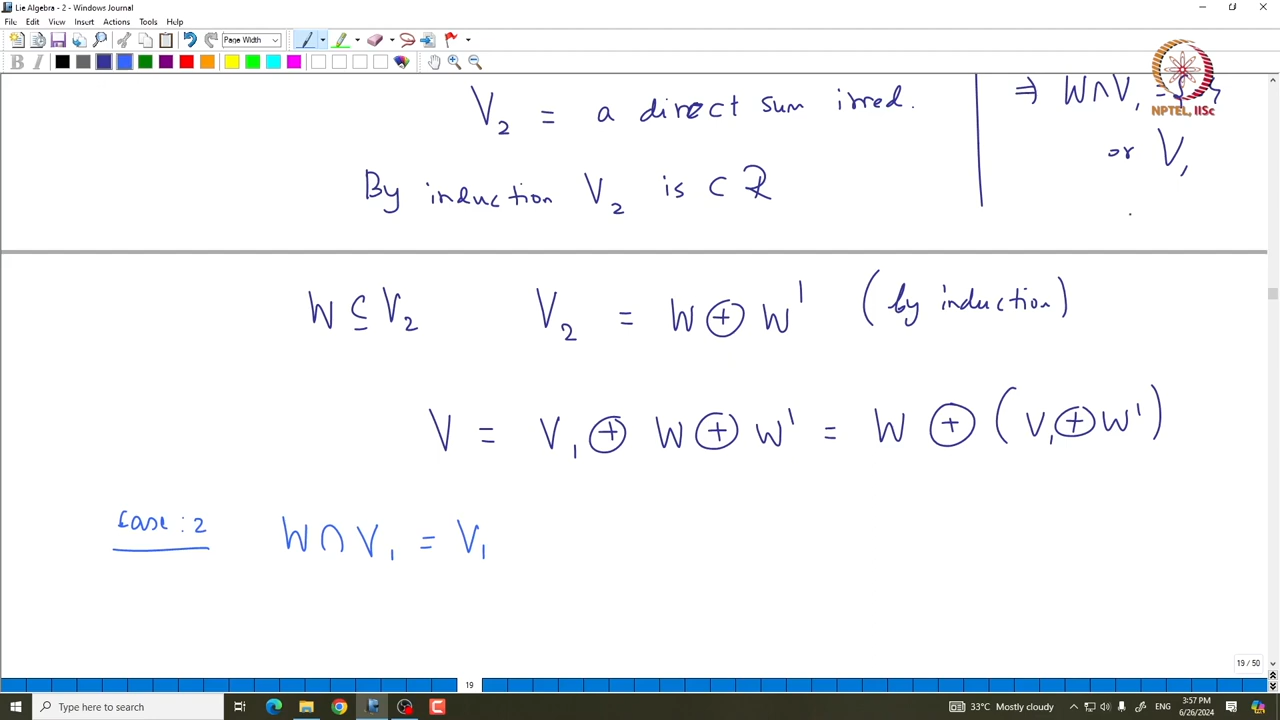 Lie Algebra - 2 - Windows Journal
File Edit View Insert Actions Tools Help
Page Width
B I
NPTEL, IISc
V₂ = a direct sum irred.
⇒ W∩V₁ =
or V₁
By induction V₂ is CR
W ⊆ V₂ V₂ = W ⊕ W' (by induction)
V = V₁ ⊕ W ⊕ W' = W ⊕ (V₁ ⊕ W')
Case : 2 W ∩ V₁ = V₁
19 / 50
19
Type here to search
33°C Mostly cloudy
3:57 PM
6/26/2024